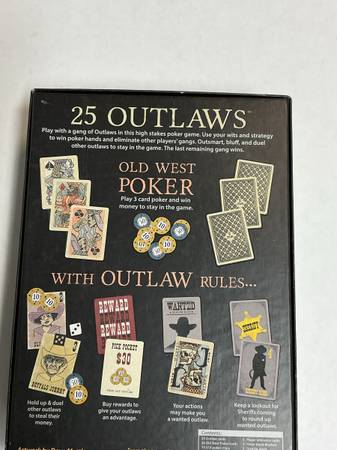 25 OUTLAWS
Play with a gang of Outlaws in this high stakes poker game. Use your wits and strategy
to win poker hands and eliminate other players' gangs. Outsmart, bluff, and duel
other outlaws to stay in the game. The last remaining gang wins.
OLD WEST
POKER
Play 3 card poker and win
money to stay in the game.
WITH OUTLAW RULES...
REWARD
REWARD
PICK POCKET
$30
WANTED
BUFFALO JOHNNY
Hold up & duel
other outlaws
to steal their
money.
Buy rewards to
give your outlaws
an advantage.
Your actions
may make you
a wanted outlaw.
Keep a lookout for
Sheriffs coming
to round up
wanted outlaws.
Contents: